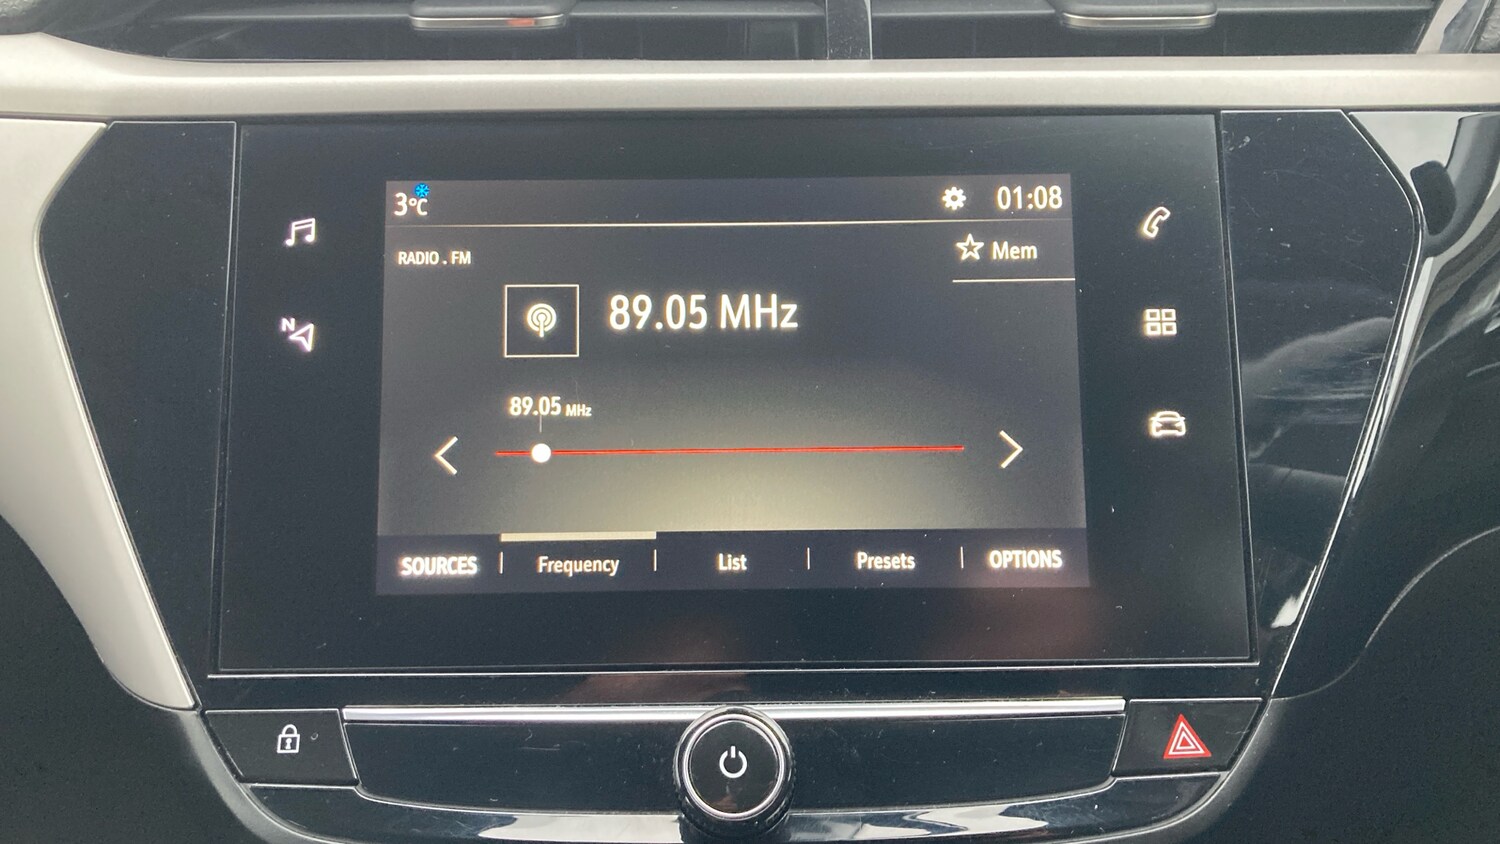 3°C
01:08
RADIO . FM
Mem
N
89.05 MHz
89.05 MHz
SOURCES | Frequency | List | Presets | OPTIONS